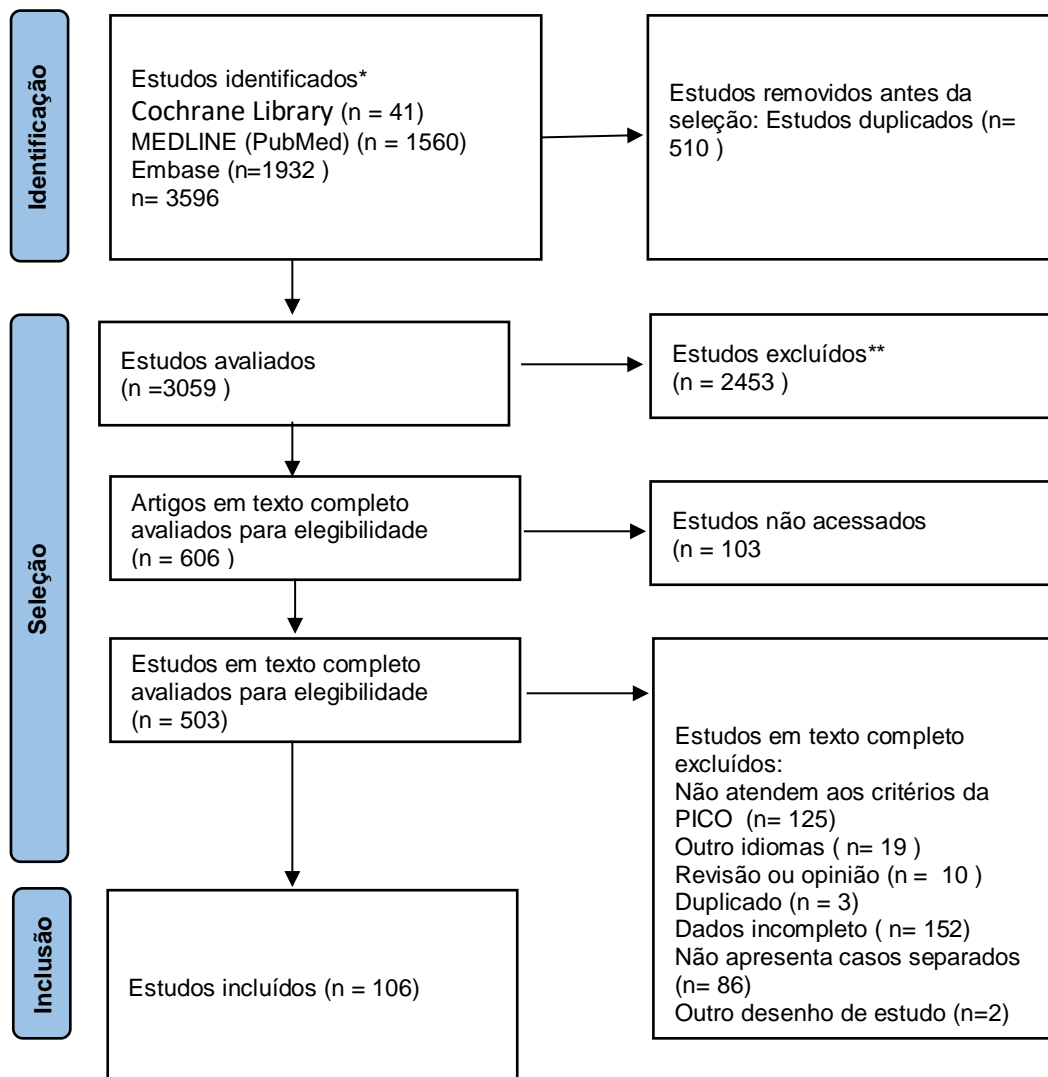 Identificação
Estudos identificados*
Cochrane Library (n = 41)
MEDLINE (PubMed) (n = 1560)
Embase (n=1932 )
n= 3596
Estudos removidos antes da
seleção: Estudos duplicados (n=
510 )
Seleção
Estudos avaliados
(n =3059 )
Estudos excluídos**
(n = 2453 )
Artigos em texto completo
avaliados para elegibilidade
(n = 606 )
Estudos não acessados
(n = 103
Estudos em texto completo
avaliados para elegibilidade
(n = 503)
Estudos em texto completo
excluídos:
Não atendem aos critérios da
PICO  (n= 125)
Outro idiomas ( n= 19 )
Revisão ou opinião (n =  10 )
Duplicado (n = 3)
Dados incompleto ( n= 152)
Não apresenta casos separados
(n= 86)
Outro desenho de estudo (n=2)
Inclusão
Estudos incluídos (n = 106)